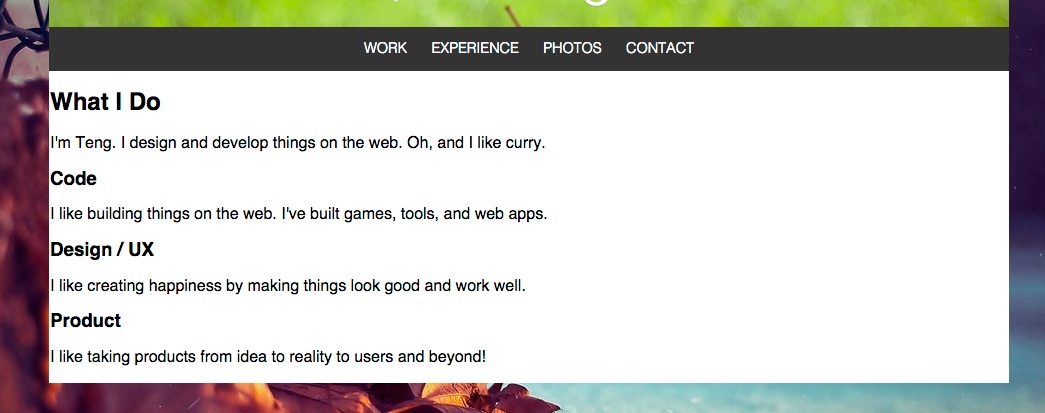 WORK EXPERIENCE PHOTOS CONTACT
What I Do
I'm Teng. I design and develop things on the web. Oh, and I like curry.
Code
I like building things on the web. I've built games, tools, and web apps.
Design / UX
I like creating happiness by making things look good and work well.
Product
I like taking products from idea to reality to users and beyond!